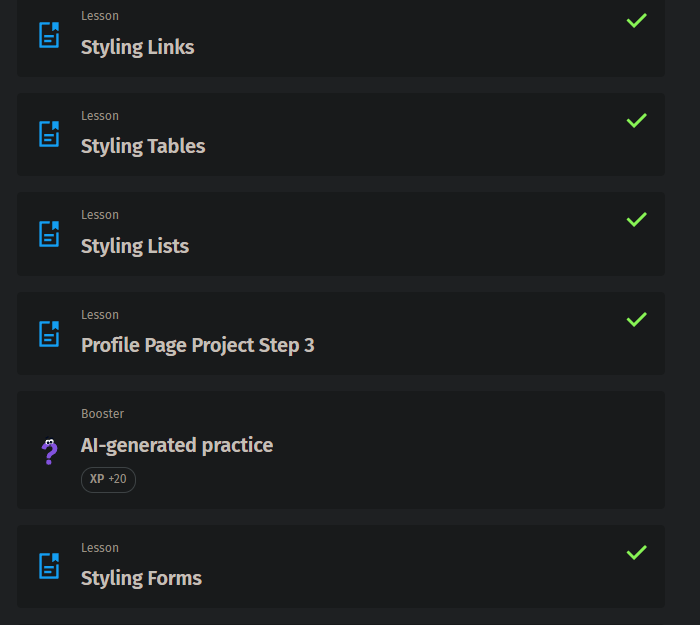 Lesson
Styling Links
Lesson
Styling Tables
Lesson
Styling Lists
Lesson
Profile Page Project Step 3
Booster
AI-generated practice
XP +20
Lesson
Styling Forms